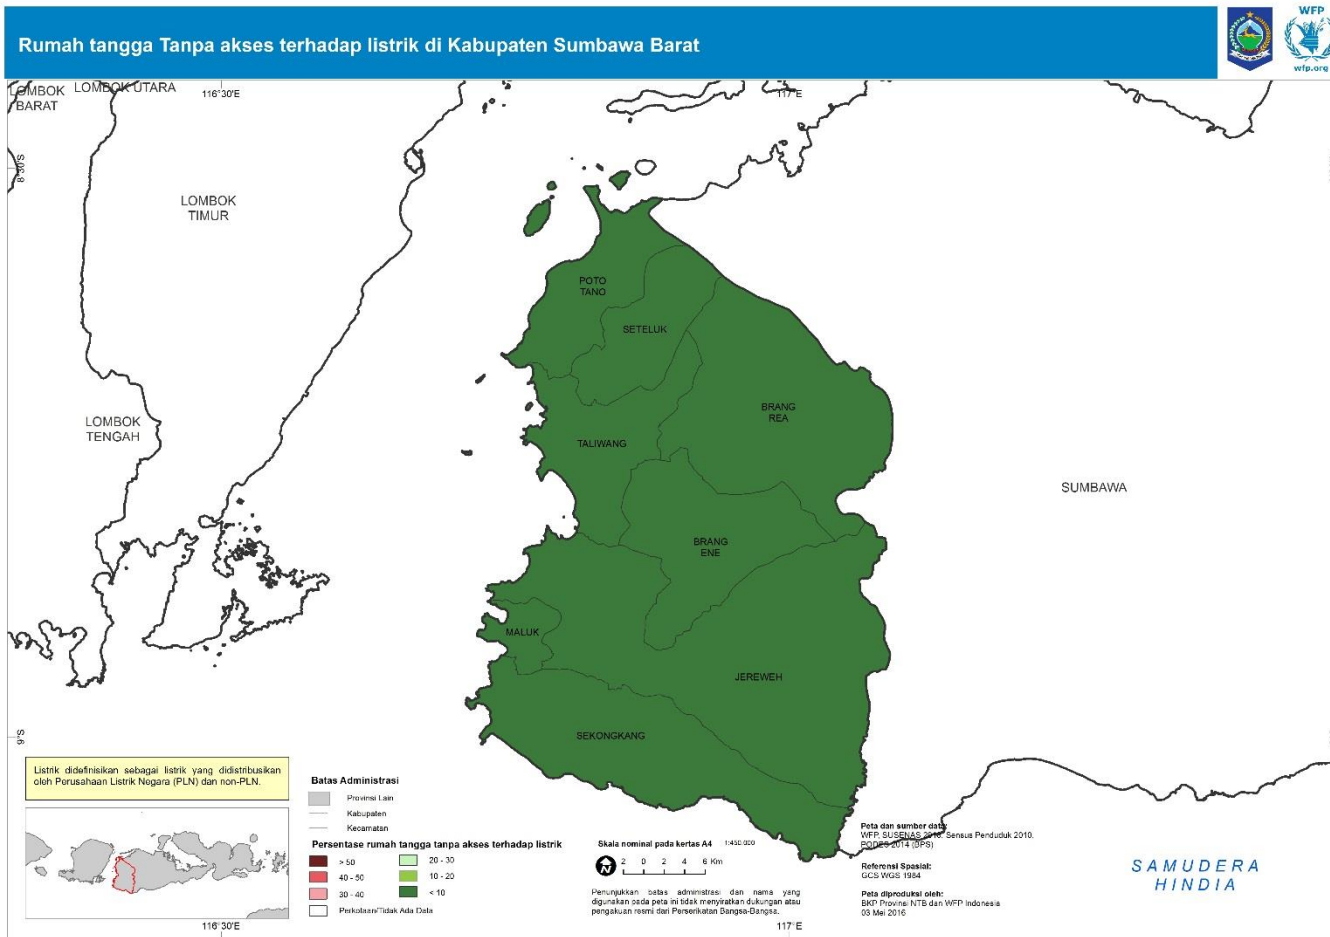 Rumah tangga Tanpa akses terhadap listrik di Kabupaten Sumbawa Barat
WFP
wfp.org
LOMBOK
BARAT
LOMBOK UTARA
116°30'E
117°E
8°30'S
LOMBOK
TIMUR
POTO
TANO
SETELUK
LOMBOK
TENGAH
BRANG
REA
TALIWANG
SUMBAWA
BRANG
ENE
MALUK
JEREWEH
SEKONGKANG
9°S
Listrik didefinisikan sebagai listrik yang didistribusikan
oleh Perusahaan Listrik Negara (PLN) dan non-PLN.
Batas Administrasi
Provinsi Lain
Kabupaten
Kecamatan
Persentase rumah tangga tanpa akses terhadap listrik
> 50
40 - 50
30 - 40
20 - 30
10 - 20
< 10
Perkotaan/Tidak Ada Data
Skala nominal pada kertas A4 1:450.000
N
2 0 2 4 6 Km
Penunjukkan batas administrasi dan nama yang
digunakan pada peta ini tidak menyiratkan dukungan atau
pengakuan resmi dari Perserikatan Bangsa-Bangsa.
Peta dan sumber data:
WFP, SUSENAS Sensus Penduduk 2010.
PODES 2014 (BPS)
Referensi Spasial:
GCS WGS 1984
Peta diproduksi oleh:
BKP Provinsi NTB dan WFP Indonesia
03 Mei 2016
SAMUDERA
HINDIA
116°30'E
117°E